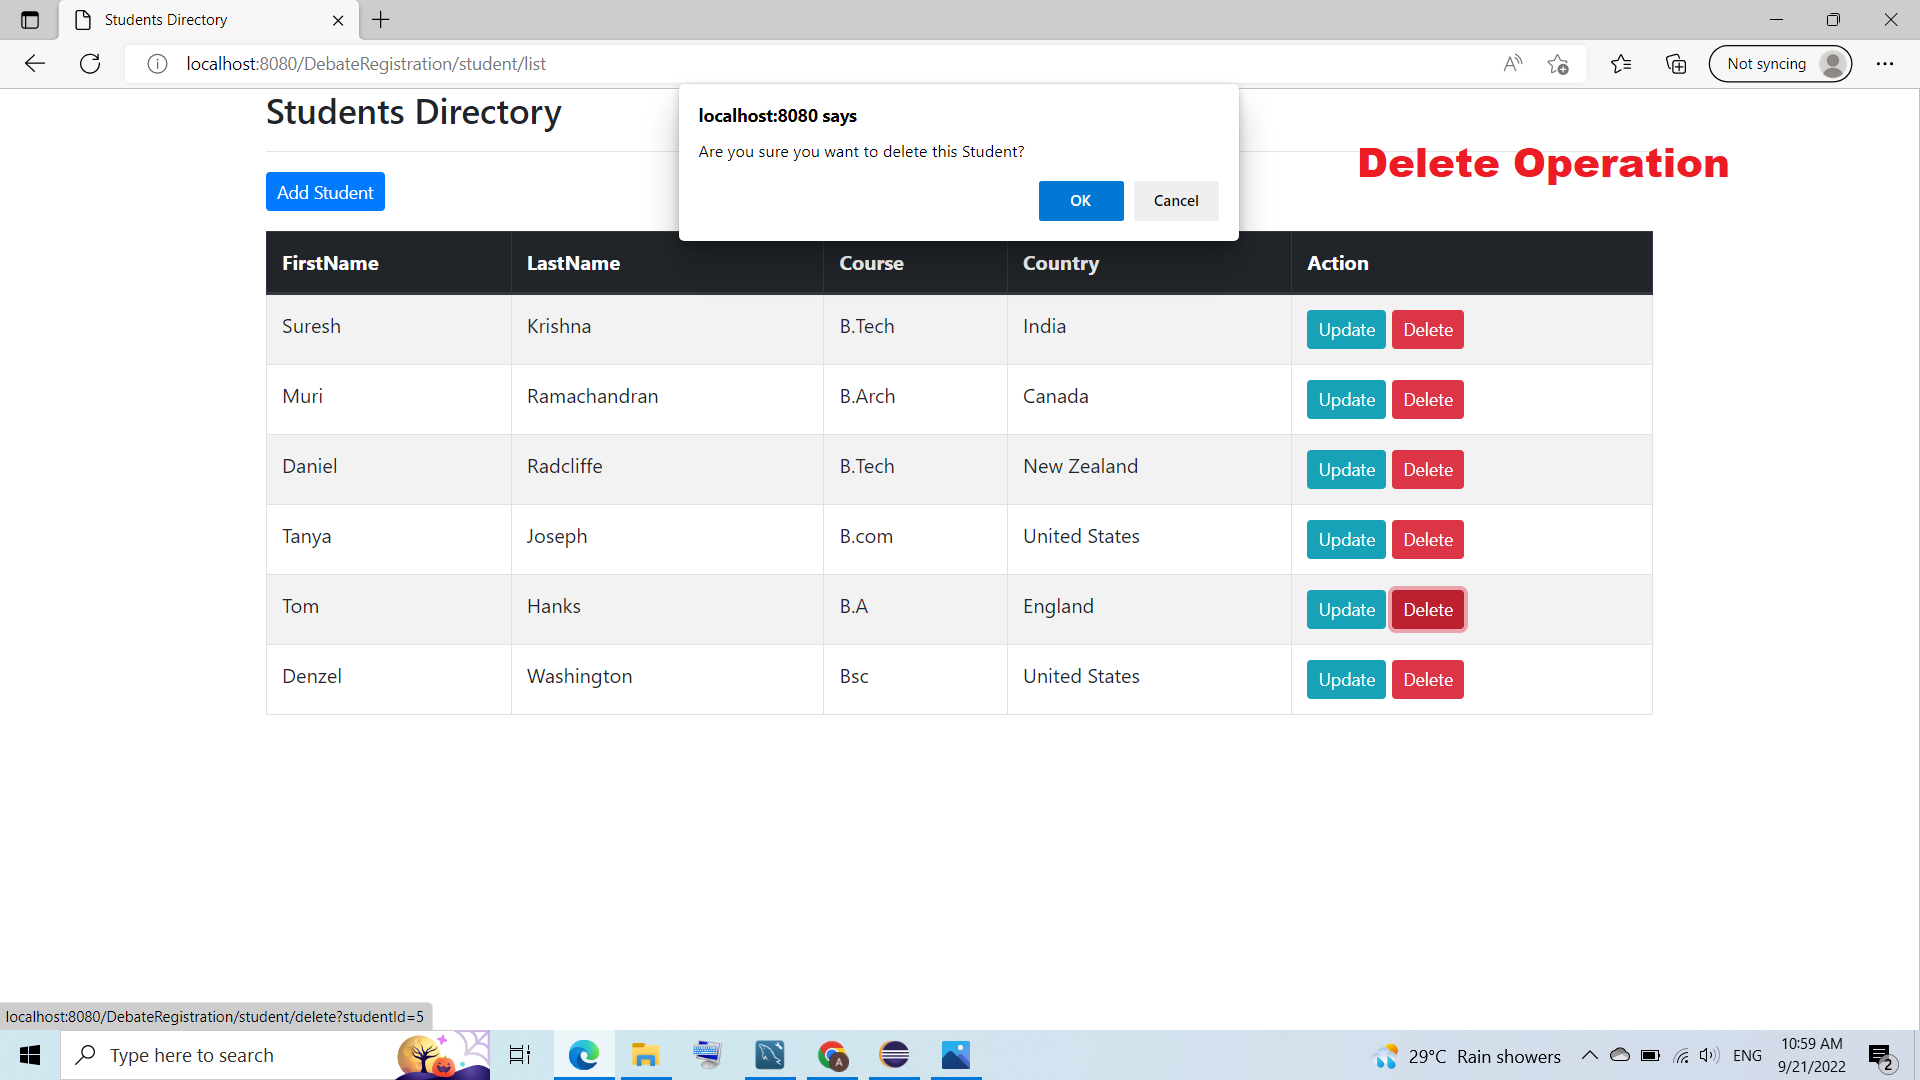 Students Directory
localhost:8080/DebateRegistration/student/list
Not syncing
Students Directory
localhost:8080 says
Are you sure you want to delete this Student?
OK Cancel
Delete Operation
Add Student
FirstName LastName Course Country Action
Suresh Krishna B.Tech India Update Delete
Muri Ramachandran B.Arch Canada Update Delete
Daniel Radcliffe B.Tech New Zealand Update Delete
Tanya Joseph B.com United States Update Delete
Tom Hanks B.A England Update Delete
Denzel Washington Bsc United States Update Delete
localhost:8080/DebateRegistration/student/delete?studentId=5
Type here to search
A
29°C Rain showers
ENG
10:59 AM
9/21/2022
2